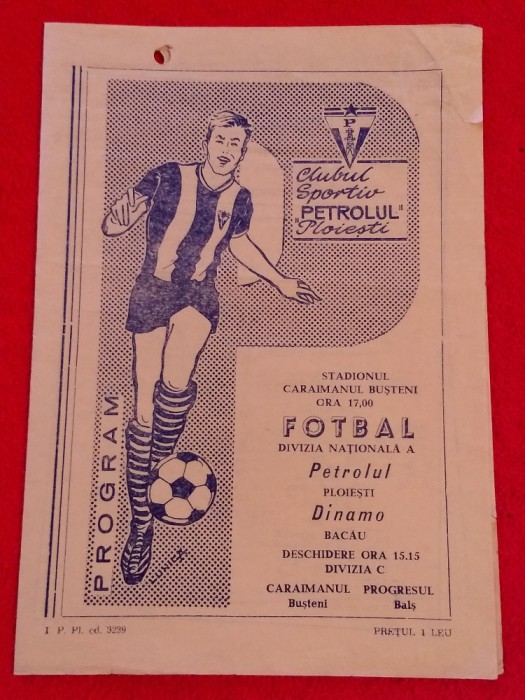 Clubul
Sportiv
"PETROLUL"
Ploiești
PROGRAM
STADIONUL
CARAIMANUL BUȘTENI
ORA 17,00
FOTBAL
DIVIZIA NAȚIONALĂ A
Petrolul
PLOIEȘTI
Dinamo
BACĂU
DESCHIDERE ORA 15.15
DIVIZIA C
CARAIMANUL PROGRESUL
Bușteni Balș
I. P. Pl. cd. 3239
PREȚUL 1 LEU